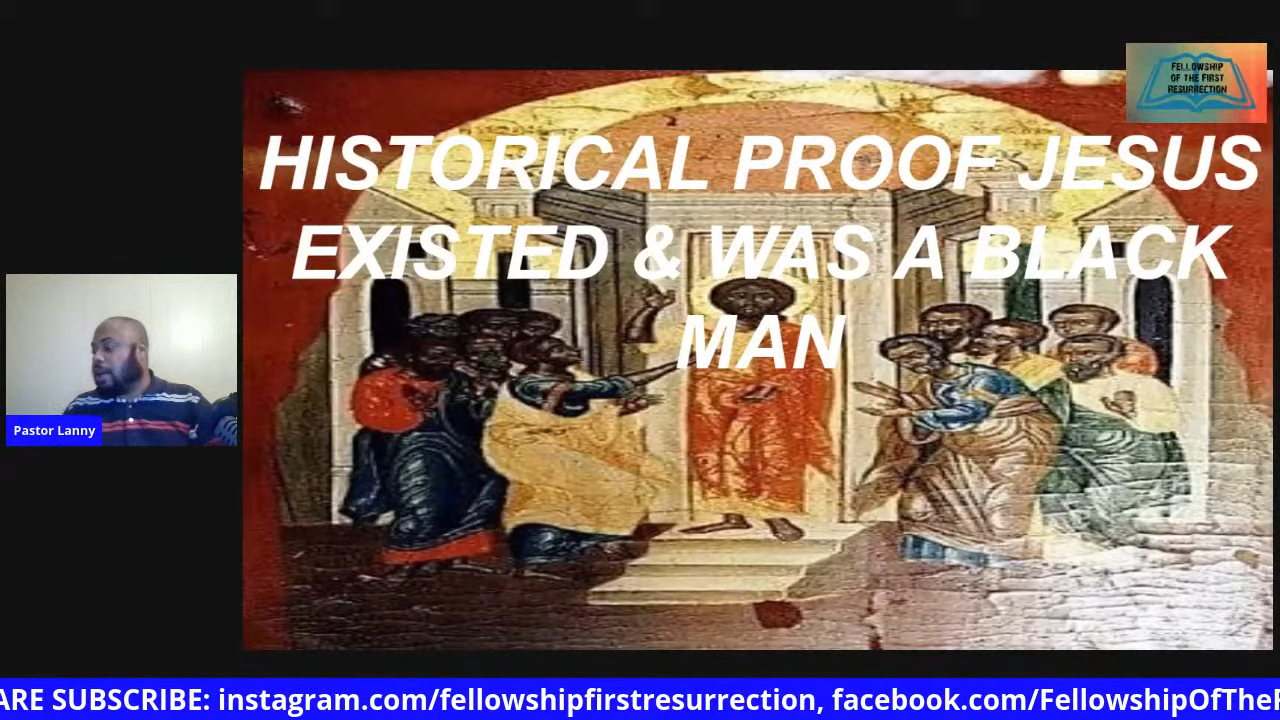 FELLOWSHIP
OF THE FIRST
RESURRECTION
HISTORICAL PROOF JESUS
EXISTED & WAS A BLACK
MAN
Pastor Lanny
ARE SUBSCRIBE: instagram.com/fellowshipfirstresurrection, facebook.com/FellowshipOfTheF